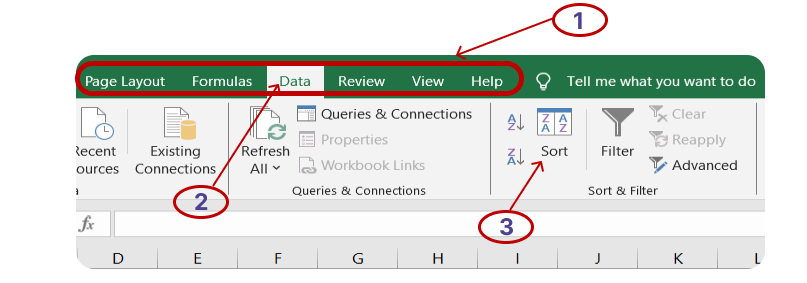 1
Page Layout Formulas Data Review View Help Tell me what you want to do
Recent
ources
Existing
Connections
Refresh
All
Queries & Connections
Properties
Workbook Links
Queries & Connections
A
Z
Z
A
Z A
A Z
Sort
Filter
Clear
Reapply
Advanced
Sort & Filter
a
2
3
fx
D E F G H I J K L